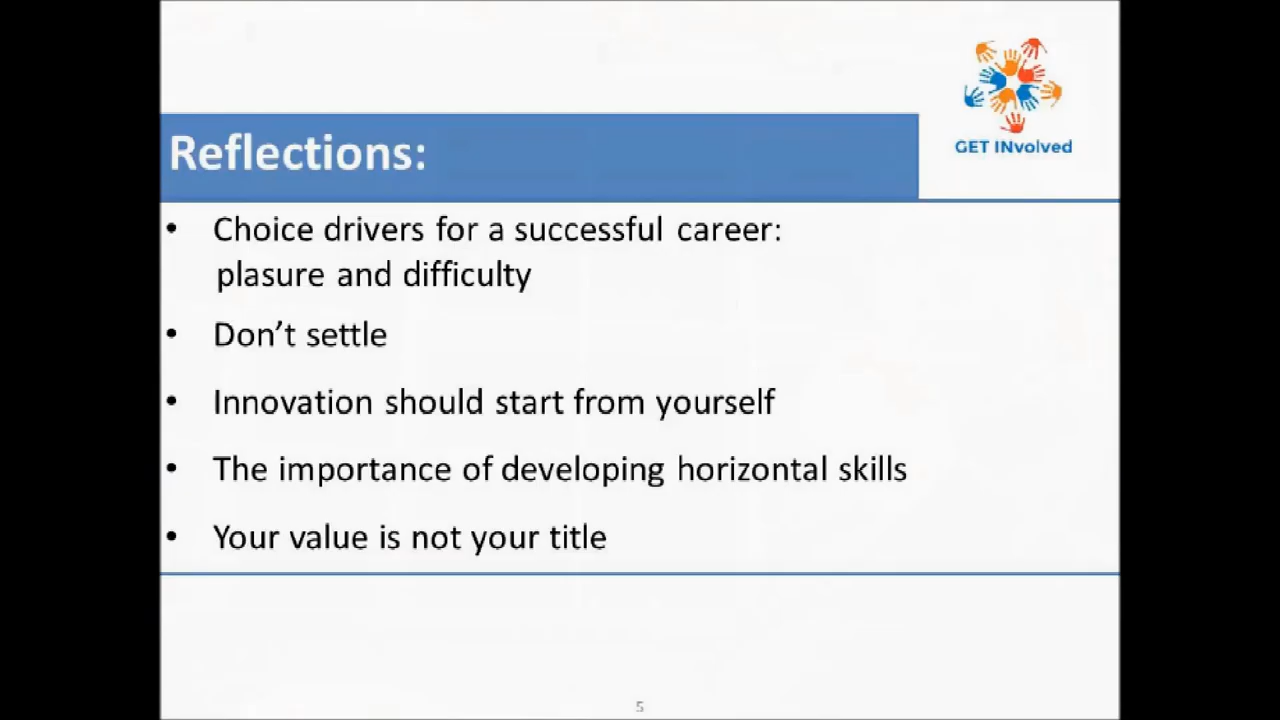 GET INvolved
Reflections:
• Choice drivers for a successful career:
plasure and difficulty
• Don’t settle
• Innovation should start from yourself
• The importance of developing horizontal skills
• Your value is not your title
5